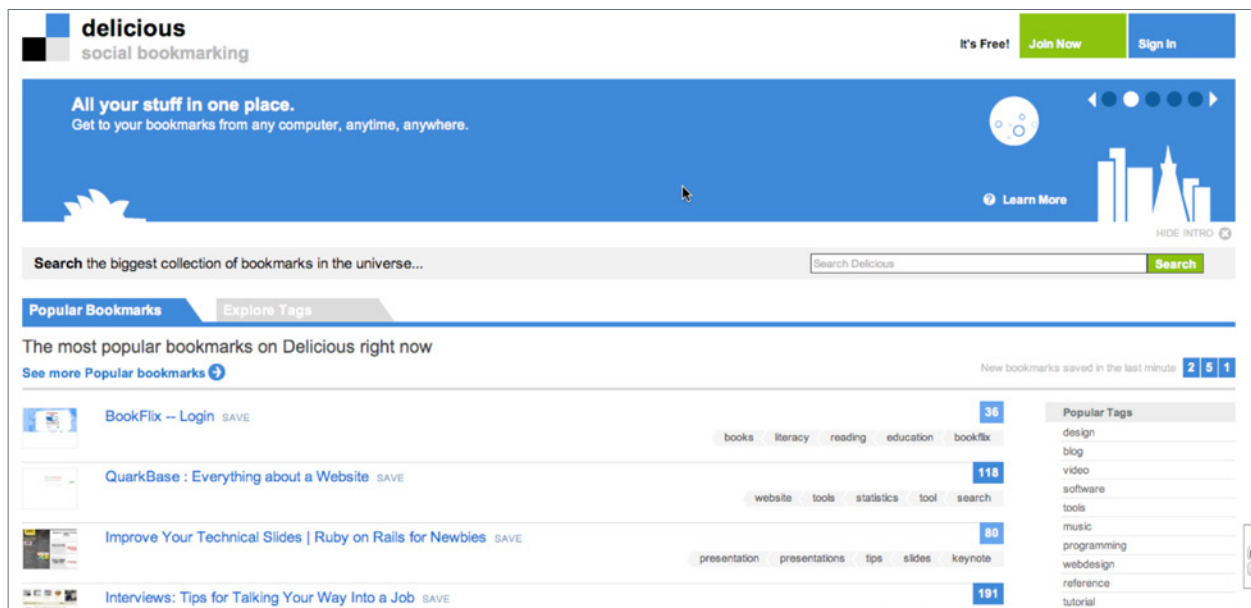 delicious
social bookmarking
It's Free!
Join Now
Sign In
All your stuff in one place.
Get to your bookmarks from any computer, anytime, anywhere.
Learn More
HIDE INTRO
Search the biggest collection of bookmarks in the universe...
Search Delicious
Search
Popular Bookmarks
Explore Tags
The most popular bookmarks on Delicious right now
See more Popular bookmarks
New bookmarks saved in the last minute 2 5 1
BookFlix -- Login SAVE
36
books literacy reading education bookflix
QuarkBase : Everything about a Website SAVE
118
website tools statistics tool search
Improve Your Technical Slides | Ruby on Rails for Newbies SAVE
80
presentation presentations tips slides keynote
Interviews: Tips for Talking Your Way Into a Job SAVE
191
Popular Tags
design
blog
video
software
tools
music
programming
webdesign
reference
tutorial